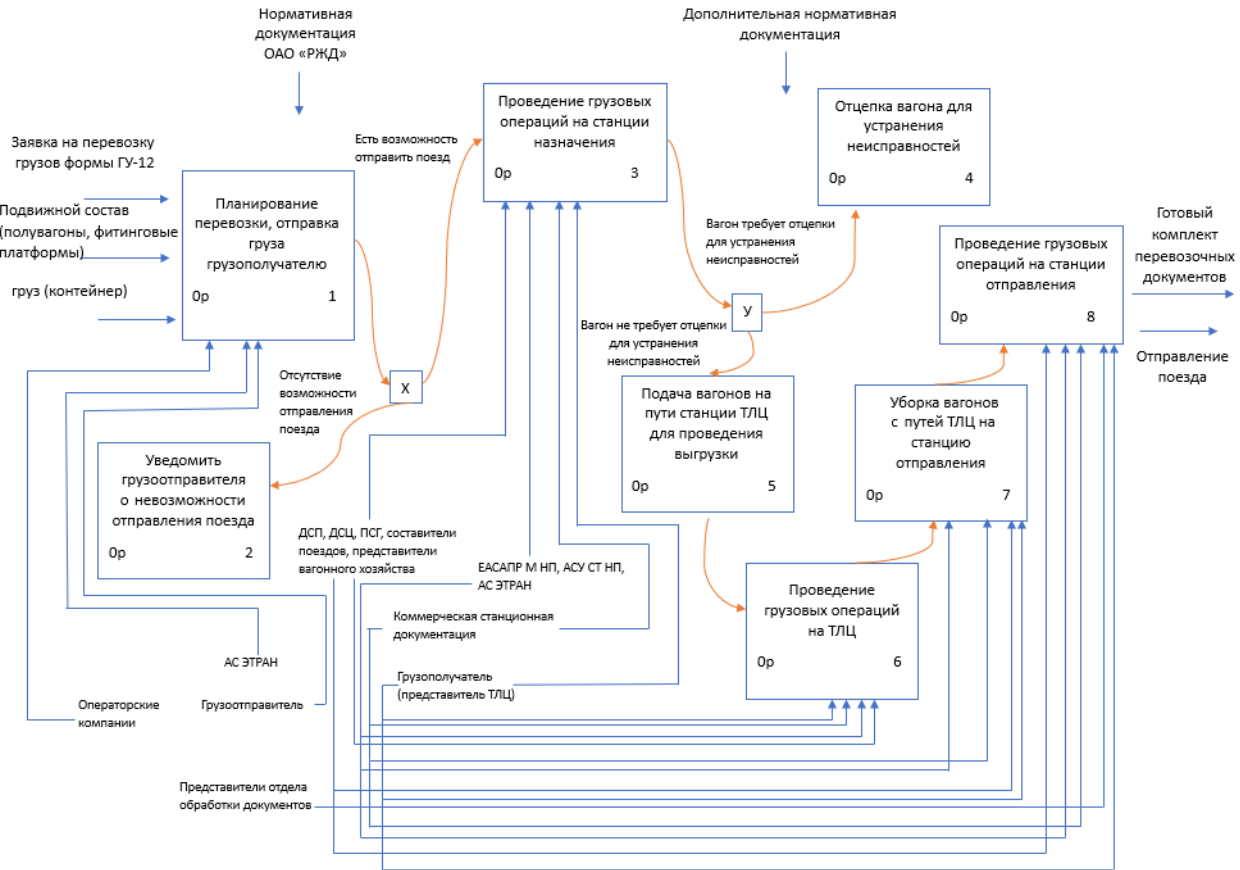 Нормативная
документация
ОАО «РЖД»
Дополнительная нормативная
документация
Заявка на перевозку
грузов формы ГУ-12
Подвижной состав
(полувагоны, фитинговые
платформы)
груз (контейнер)
Планирование
перевозки, отправка
груза
грузополучателю
0р 1
Есть возможность
отправить поезд
Проведение грузовых
операций на станции
назначения
0р 3
Отцепка вагона для
устранения
неисправностей
0р 4
Вагон требует отцепки
для устранения
неисправностей
Проведение грузовых
операций на станции
отправления
0р 8
Готовый
комплект
перевозочных
документов
Отправление
поезда
У
Вагон не требует отцепки
для устранения
неисправностей
Х
Отсутствие
возможности
отправления
поезда
Подача вагонов на
пути станции ТЛЦ
для проведения
выгрузки
0р 5
Уборка вагонов
с путей ТЛЦ на
станцию
отправления
0р 7
Уведомить
грузоотправителя
о невозможности
отправления поезда
0р 2
ДСП, ДСЦ, ПСГ, составители
поездов, представители
вагонного хозяйства
ЕАСАПР М НП, АСУ СТ НП,
АС ЭТРАН
Проведение
грузовых операций
на ТЛЦ
0р 6
Коммерческая станционная
документация
АС ЭТРАН
Грузополучатель
(представитель ТЛЦ)
Операторские
компании
Грузоотправитель
Представители отдела
обработки документов